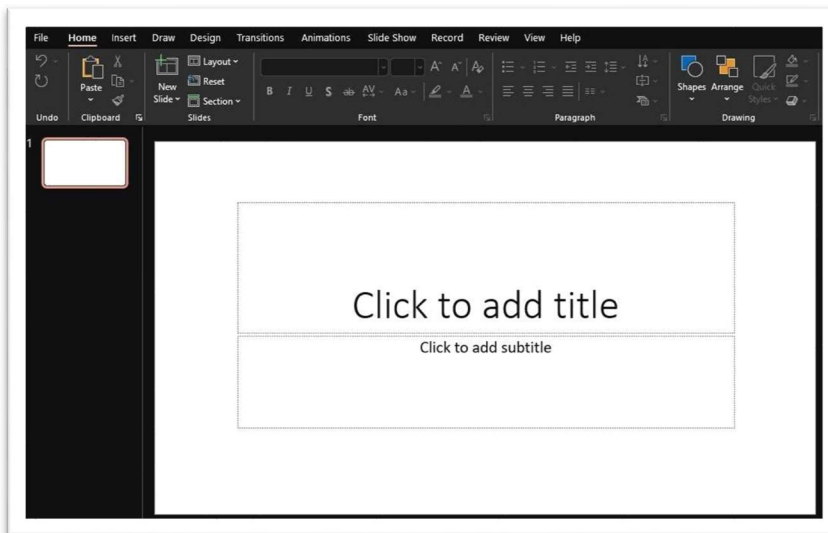 File Home Insert Draw Design Transitions Animations Slide Show Record Review View Help
Paste
New
Slide
Layout
Reset
Section
B I U S ab AV Aa A
A A A
Shapes Arrange Quick
Styles
Undo Clipboard Slides Font Paragraph Drawing
1
Click to add title
Click to add subtitle